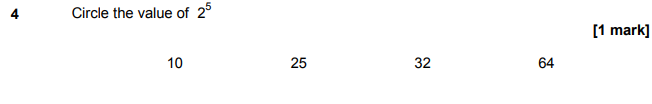 4 Circle the value of 2⁵
[1 mark]
10 25 32 64